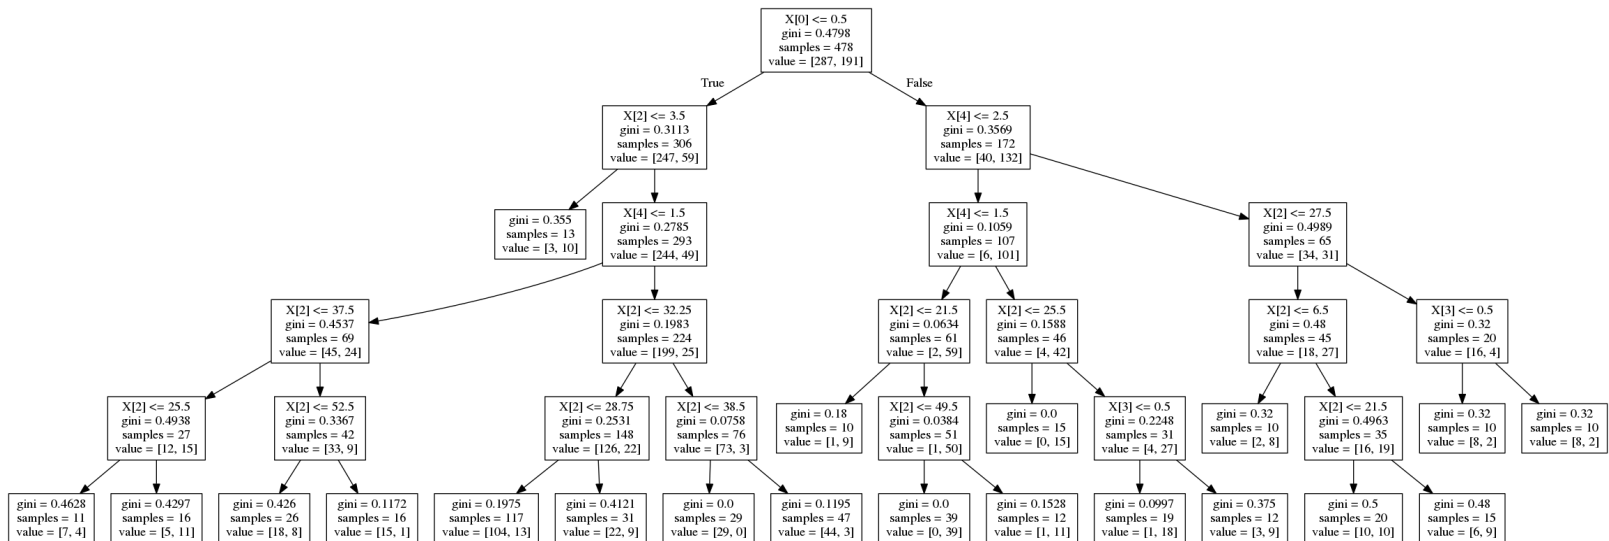 X[0] <= 0.5
gini = 0.4798
samples = 478
value = [287, 191]
True
False
X[2] <= 3.5
gini = 0.3113
samples = 306
value = [247, 59]
X[4] <= 2.5
gini = 0.3569
samples = 172
value = [40, 132]
gini = 0.355
samples = 13
value = [3, 10]
X[4] <= 1.5
gini = 0.2785
samples = 293
value = [244, 49]
X[4] <= 1.5
gini = 0.1059
samples = 107
value = [6, 101]
X[2] <= 27.5
gini = 0.4989
samples = 65
value = [34, 31]
X[2] <= 37.5
gini = 0.4537
samples = 69
value = [45, 24]
X[2] <= 32.25
gini = 0.1983
samples = 224
value = [199, 25]
X[2] <= 21.5
gini = 0.0634
samples = 61
value = [2, 59]
X[2] <= 25.5
gini = 0.1588
samples = 46
value = [4, 42]
X[2] <= 6.5
gini = 0.48
samples = 45
value = [18, 27]
X[3] <= 0.5
gini = 0.32
samples = 20
value = [16, 4]
X[2] <= 25.5
gini = 0.4938
samples = 27
value = [12, 15]
X[2] <= 52.5
gini = 0.3367
samples = 42
value = [33, 9]
X[2] <= 28.75
gini = 0.2531
samples = 148
value = [126, 22]
X[2] <= 38.5
gini = 0.0758
samples = 76
value = [73, 3]
gini = 0.18
samples = 10
value = [1, 9]
X[2] <= 49.5
gini = 0.0384
samples = 51
value = [1, 50]
gini = 0.0
samples = 15
value = [0, 15]
X[3] <= 0.5
gini = 0.2248
samples = 31
value = [4, 27]
gini = 0.32
samples = 10
value = [2, 8]
X[2] <= 21.5
gini = 0.4963
samples = 35
value = [16, 19]
gini = 0.32
samples = 10
value = [8, 2]
gini = 0.32
samples = 10
value = [8, 2]
gini = 0.4628
samples = 11
value = [7, 4]
gini = 0.4297
samples = 16
value = [5, 11]
gini = 0.426
samples = 26
value = [18, 8]
gini = 0.1172
samples = 16
value = [15, 1]
gini = 0.1975
samples = 117
value = [104, 13]
gini = 0.4121
samples = 31
value = [22, 9]
gini = 0.0
samples = 29
value = [29, 0]
gini = 0.1195
samples = 47
value = [44, 3]
gini = 0.0
samples = 39
value = [0, 39]
gini = 0.1528
samples = 12
value = [1, 11]
gini = 0.0997
samples = 19
value = [1, 18]
gini = 0.375
samples = 12
value = [3, 9]
gini = 0.5
samples = 20
value = [10, 10]
gini = 0.48
samples = 15
value = [6, 9]